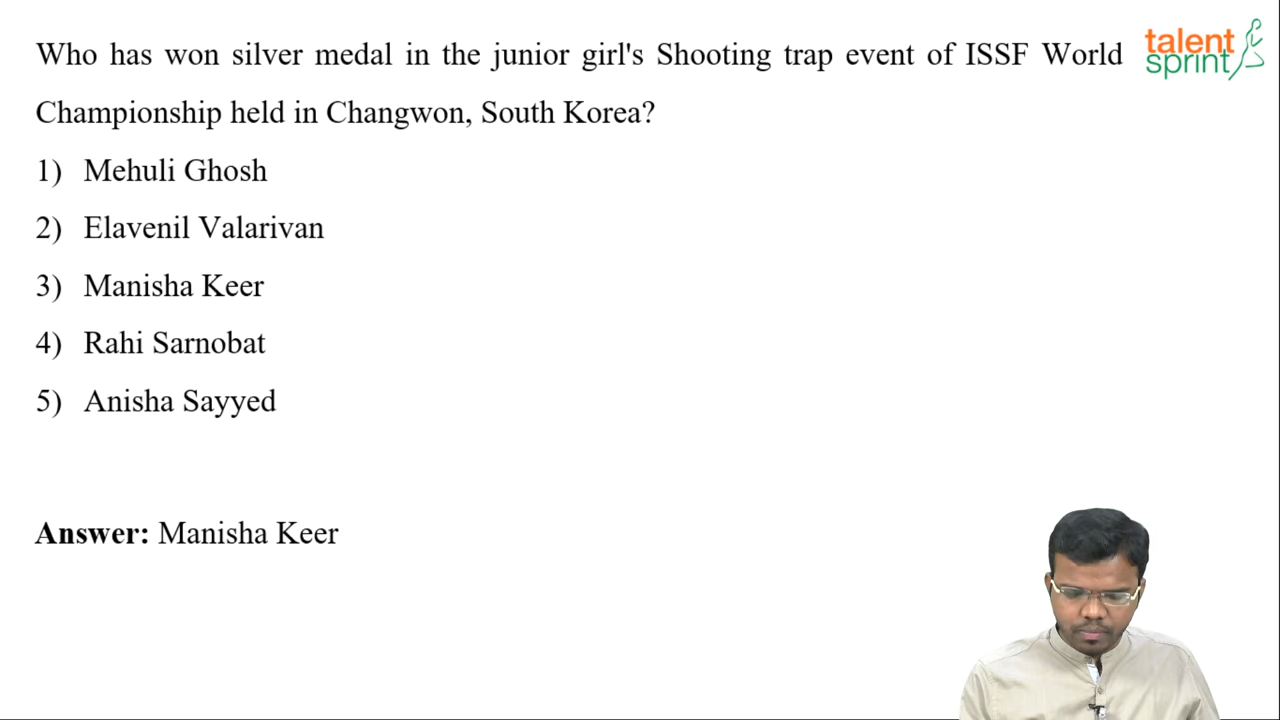 Who has won silver medal in the junior girl's Shooting trap event of ISSF World
Championship held in Changwon, South Korea?
1) Mehuli Ghosh
2) Elavenil Valarivan
3) Manisha Keer
4) Rahi Sarnobat
5) Anisha Sayyed
Answer: Manisha Keer
talent
sprint